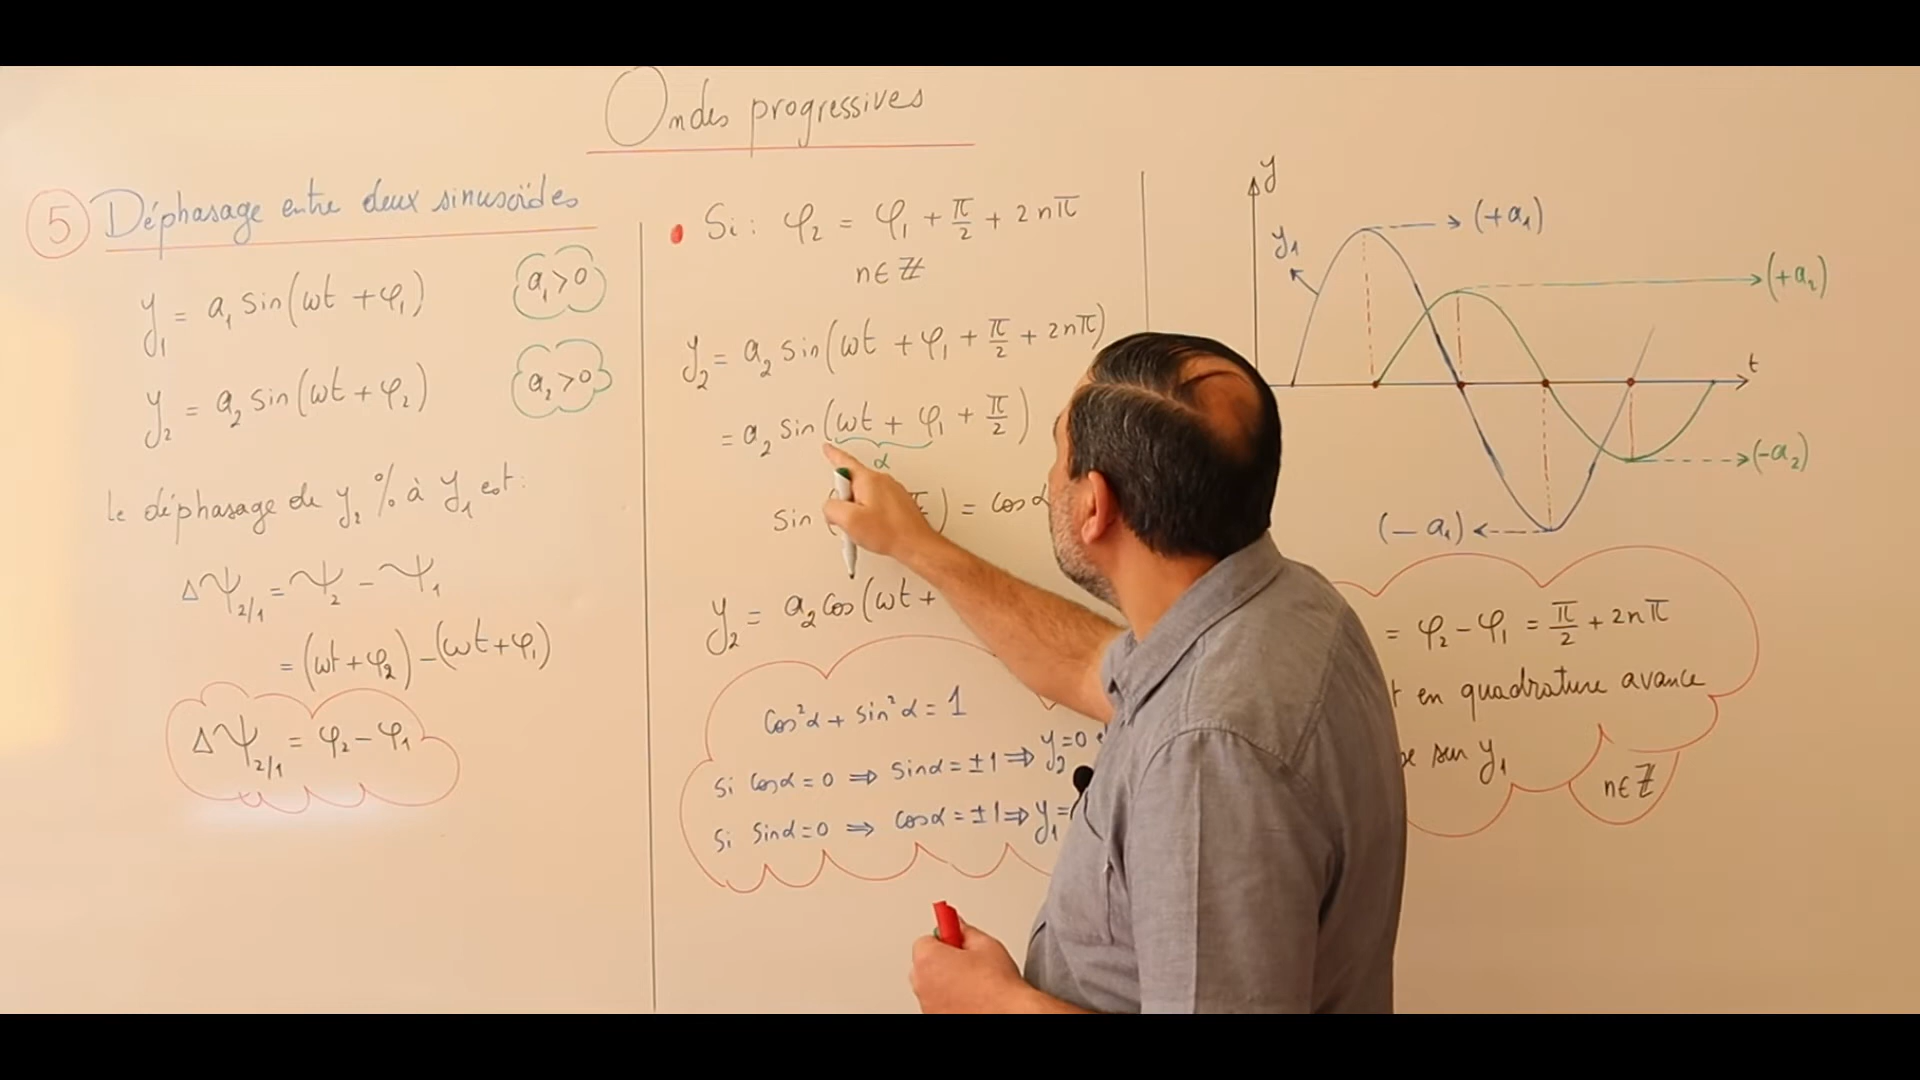 Ondes progressives
5 Déphasage entre deux sinusoïdes
y₁ = a₁ sin(ωt + φ₁)
a₁>0
y₂ = a₂ sin(ωt + φ₂)
a₂>0
le déphasage de y₂ % à y₁ est:
Δψ₂/₁ = ψ₂ − ψ₁
= (ωt+φ₂) − (ωt+φ₁)
Δψ₂/₁ = φ₂ − φ₁
• Si: φ₂ = φ₁ + π/2 + 2nπ
n∈ℤ
y₂ = a₂ sin(ωt + φ₁ + π/2 + 2nπ)
= a₂ sin(ωt + φ₁ + π/2)
α
sin ( ) = cosα
y₂ = a₂ cos(ωt +
cos²α + sin²α = 1
Si cosα=0 ⇒ sinα=±1 ⇒ y₂=0
Si sinα=0 ⇒ cosα=±1 ⇒ y₁=
y
y₁
(+a₁)
(+a₂)
t
(−a₂)
(−a₁)
= φ₂−φ₁ = π/2 + 2nπ
en quadrature avance
sur y₁
n∈ℤ